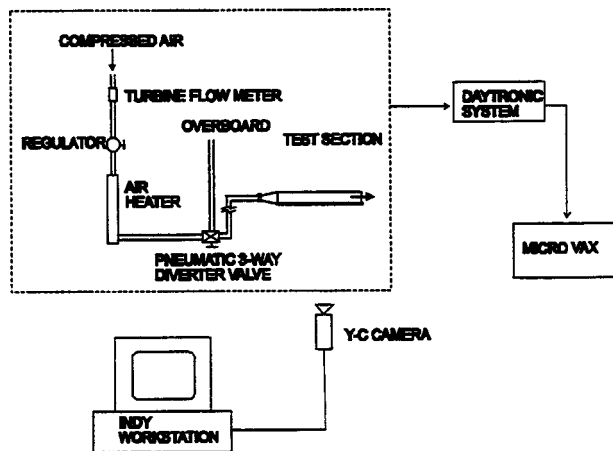 COMPRESSED AIR
TURBINE FLOW METER
OVERBOARD
REGULATOR
TEST SECTION
AIR
HEATER
PNEUMATIC 3-WAY
DIVERTER VALVE
DAYTRONIC
SYSTEM
MICRO VAX
Y-C CAMERA
INDY
WORKSTATION